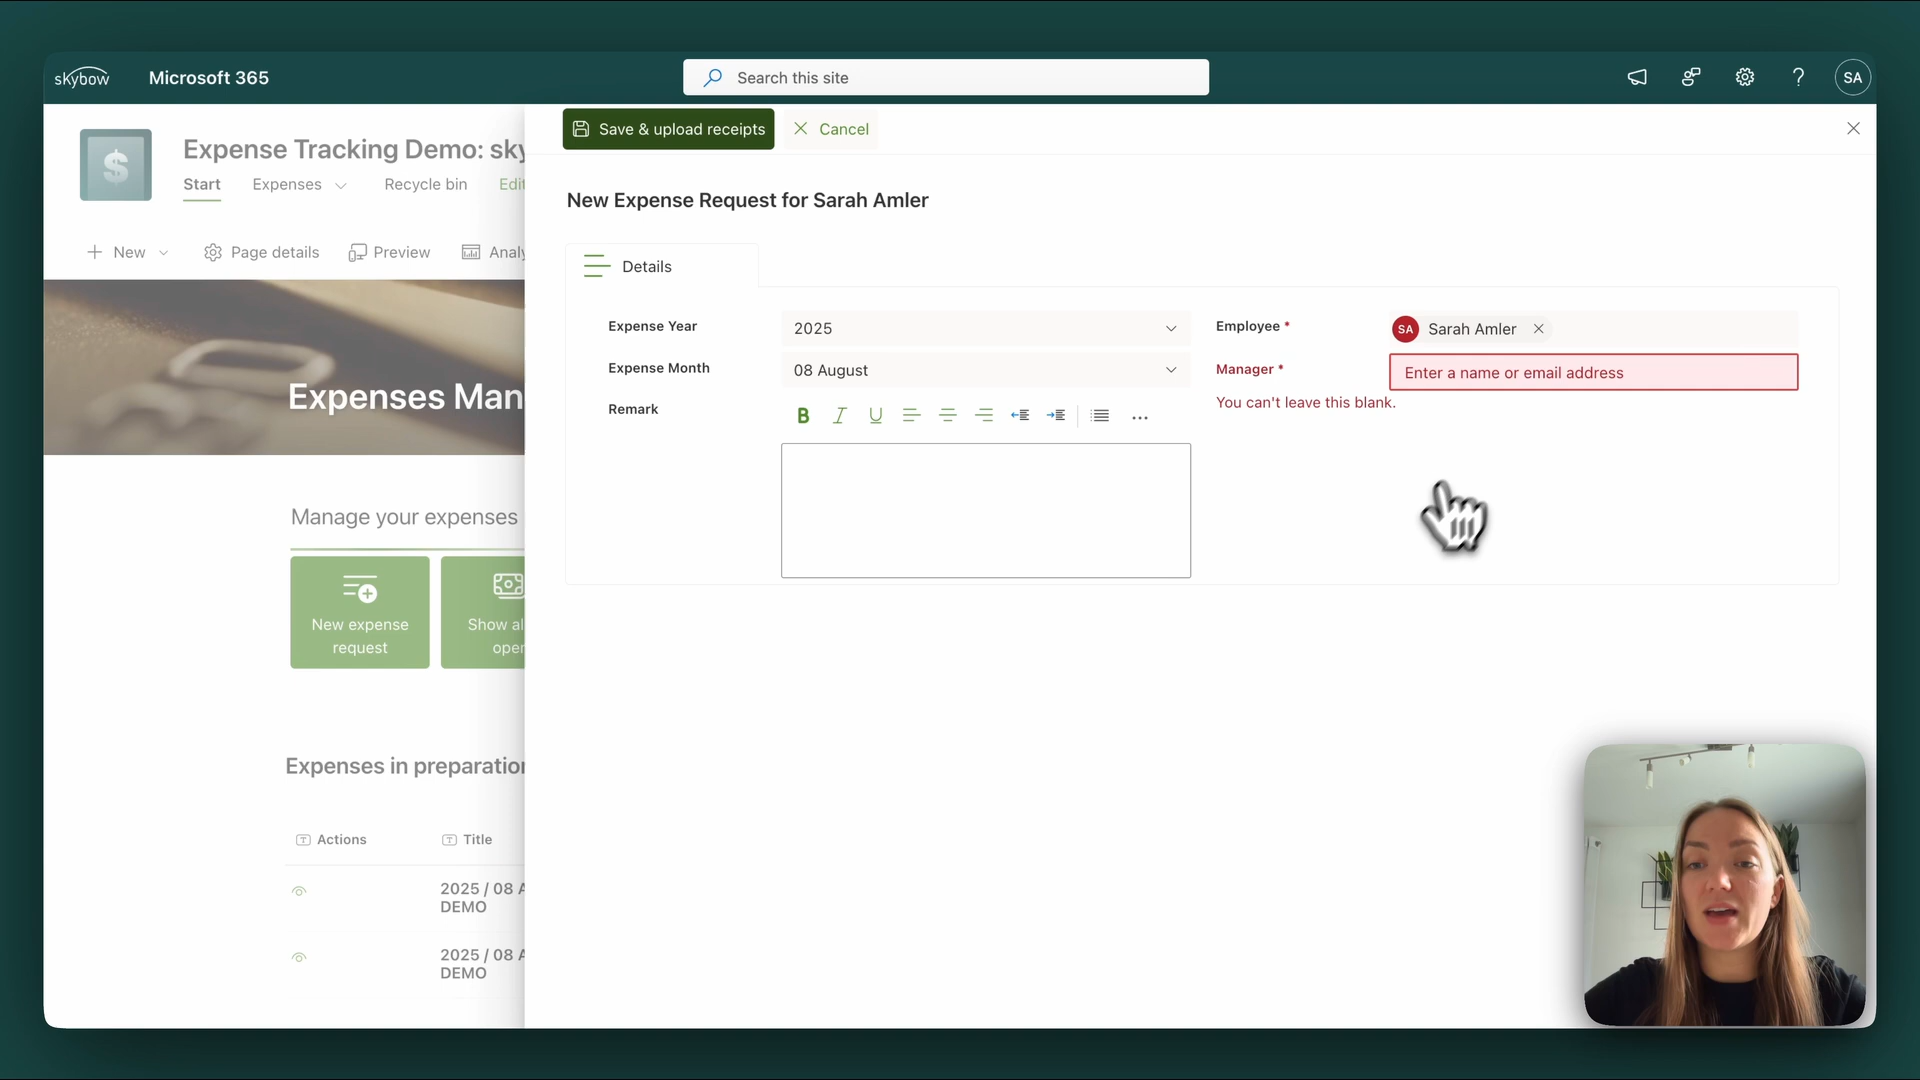 skybow
Microsoft 365
Search this site
SA
Expense Tracking Demo: sky
Start
Expenses
Recycle bin
Edit
New
Page details
Preview
Analy
Expenses Man
Manage your expenses
New expense
request
Show al
open
Expenses in preparation
Actions
Title
2025 / 08 A
DEMO
2025 / 08 A
DEMO
Save & upload receipts
Cancel
New Expense Request for Sarah Amler
Details
Expense Year
2025
Employee *
SA
Sarah Amler
Expense Month
08 August
Manager *
Enter a name or email address
You can't leave this blank.
Remark
B
I
U